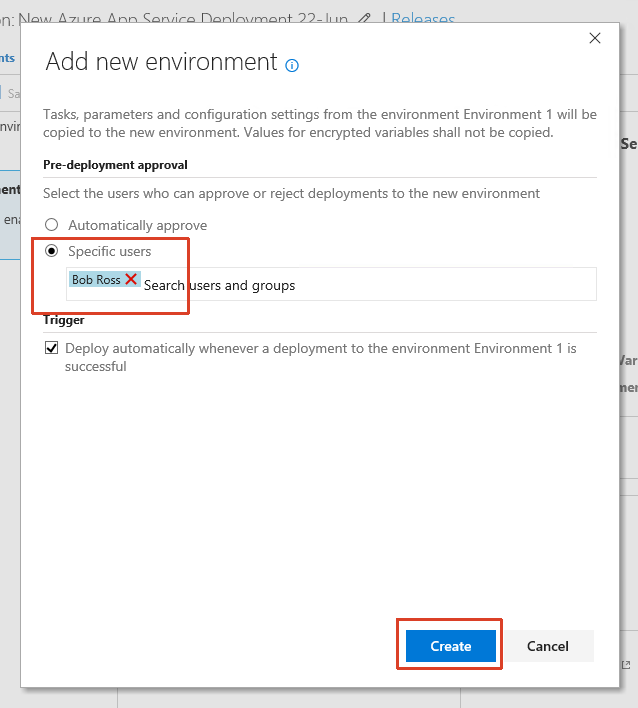 on: New Azure App Service Deployment 22-Jun | Releases
nts
Add new environment
Sa
Tasks, parameters and configuration settings from the environment Environment 1 will be
copied to the new environment. Values for encrypted variables shall not be copied.
Se
Pre-deployment approval
Select the users who can approve or reject deployments to the new environment
ment
ena
Automatically approve
Specific users
Bob Ross
Search users and groups
Trigger
Deploy automatically whenever a deployment to the environment Environment 1 is
successful
Var
men
Create
Cancel